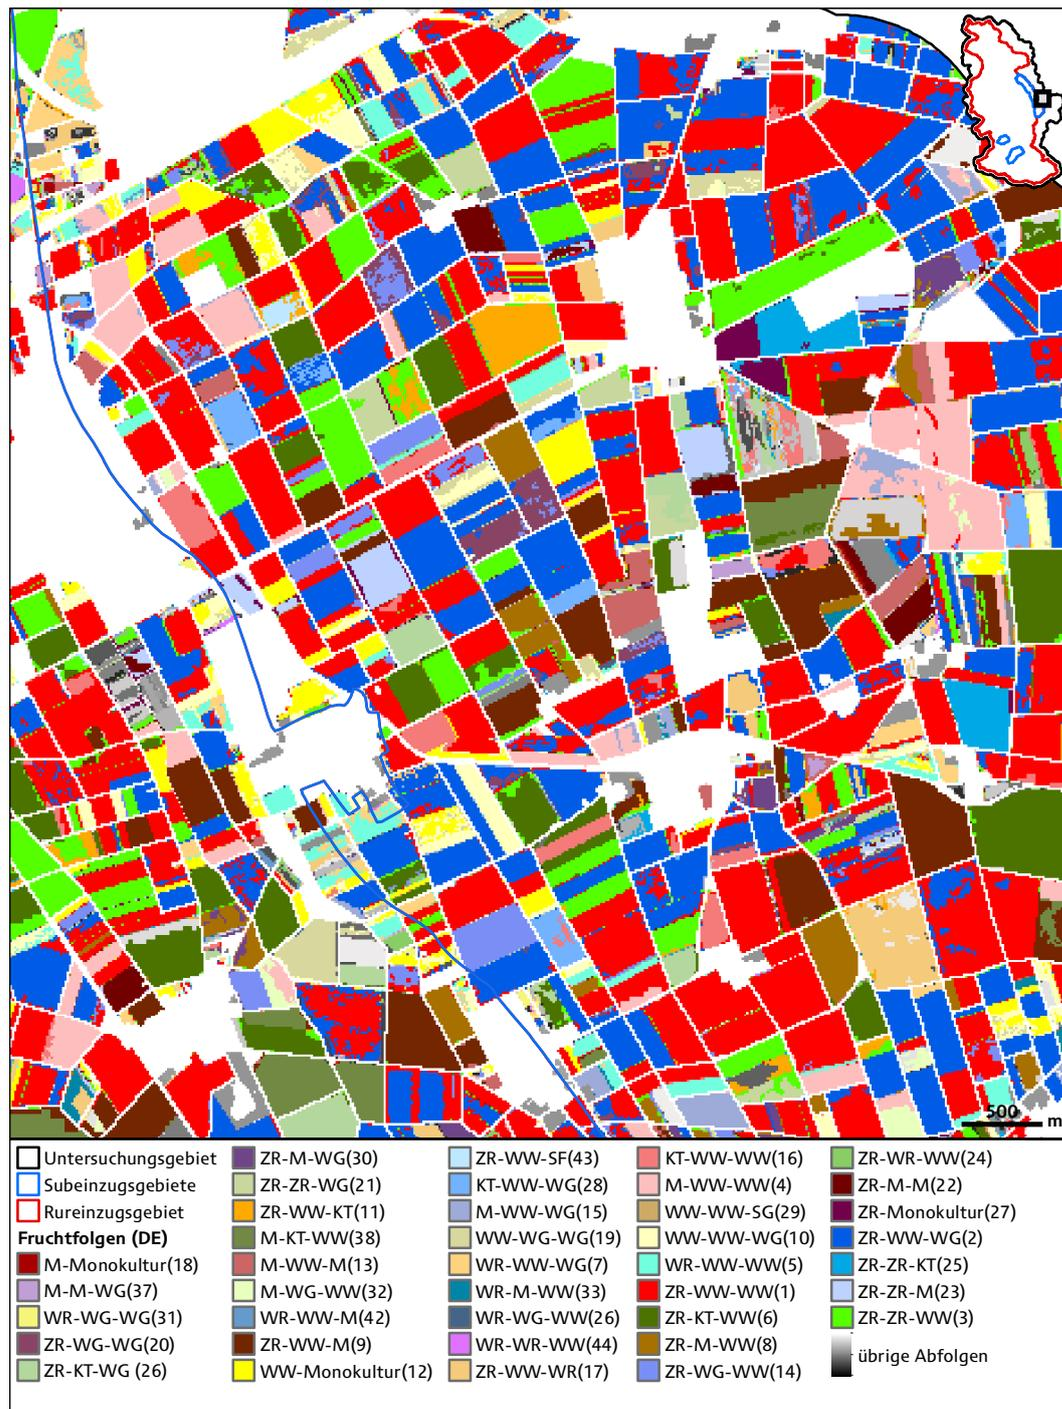 500
m
Untersuchungsgebiet
Subeinzugsgebiete
Rureinzugsgebiet
Fruchtfolgen (DE)
M-Monokultur(18)
M-M-WG(37)
WR-WG-WG(31)
ZR-WG-WG(20)
ZR-KT-WG (26)
ZR-M-WG(30)
ZR-ZR-WG(21)
ZR-WW-KT(11)
M-KT-WW(38)
M-WW-M(13)
M-WG-WW(32)
WR-WW-M(42)
ZR-WW-M(9)
WW-Monokultur(12)
ZR-WW-SF(43)
KT-WW-WG(28)
M-WW-WG(15)
WW-WG-WG(19)
WR-WW-WG(7)
WR-M-WW(33)
WR-WG-WW(26)
WR-WR-WW(44)
ZR-WW-WR(17)
KT-WW-WW(16)
M-WW-WW(4)
WW-WW-SG(29)
WW-WW-WG(10)
WR-WW-WW(5)
ZR-WW-WW(1)
ZR-KT-WW(6)
ZR-M-WW(8)
ZR-WG-WW(14)
ZR-WR-WW(24)
ZR-M-M(22)
ZR-Monokultur(27)
ZR-WW-WG(2)
ZR-ZR-KT(25)
ZR-ZR-M(23)
ZR-ZR-WW(3)
übrige Abfolgen